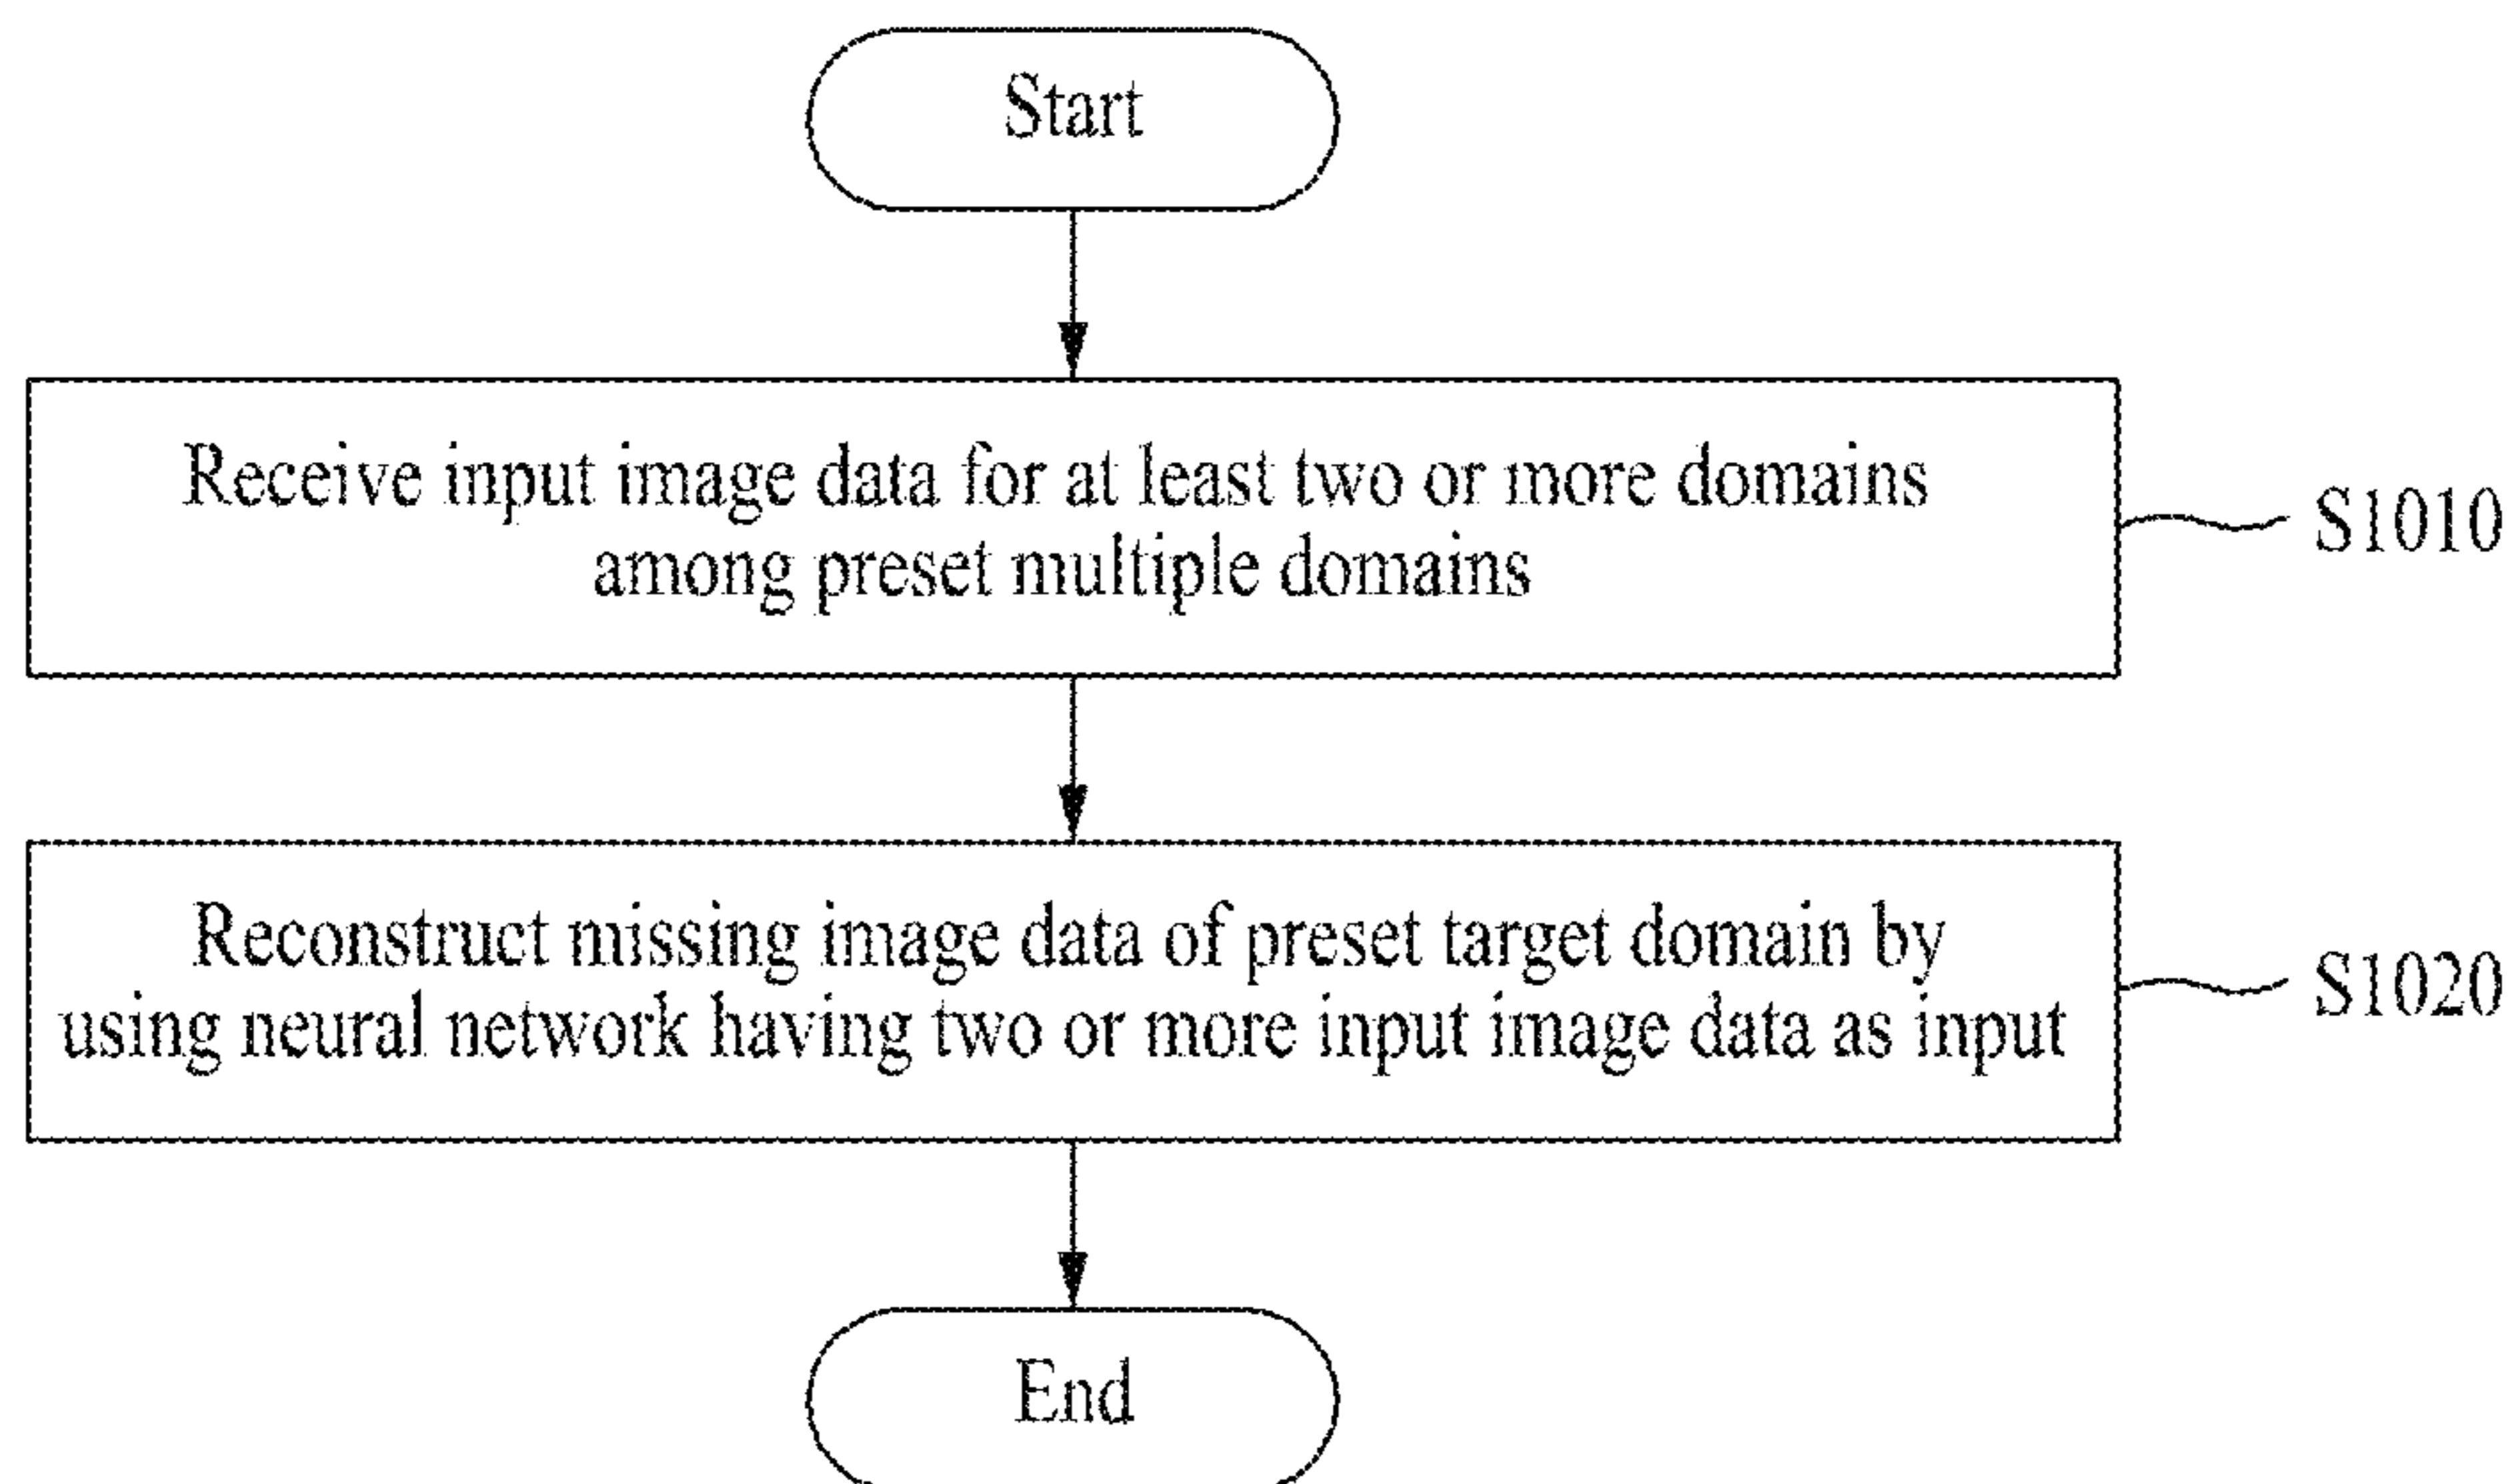 Start
Receive input image data for at least two or more domains
among preset multiple domains
S1010
Reconstruct missing image data of preset target domain by
using neural network having two or more input image data as input
S1020
End